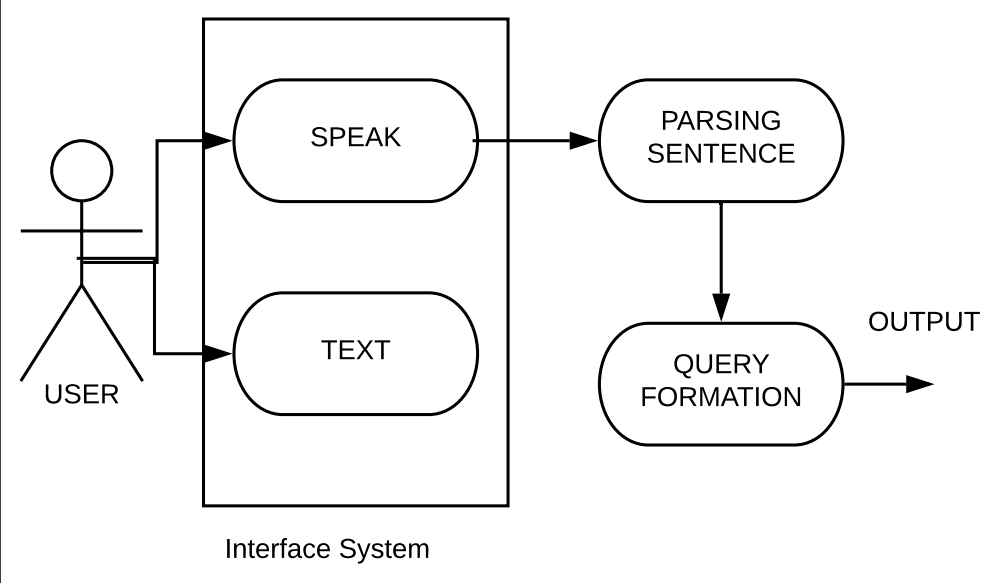 SPEAK
PARSING
SENTENCE
TEXT
USER
QUERY
FORMATION
OUTPUT
Interface System